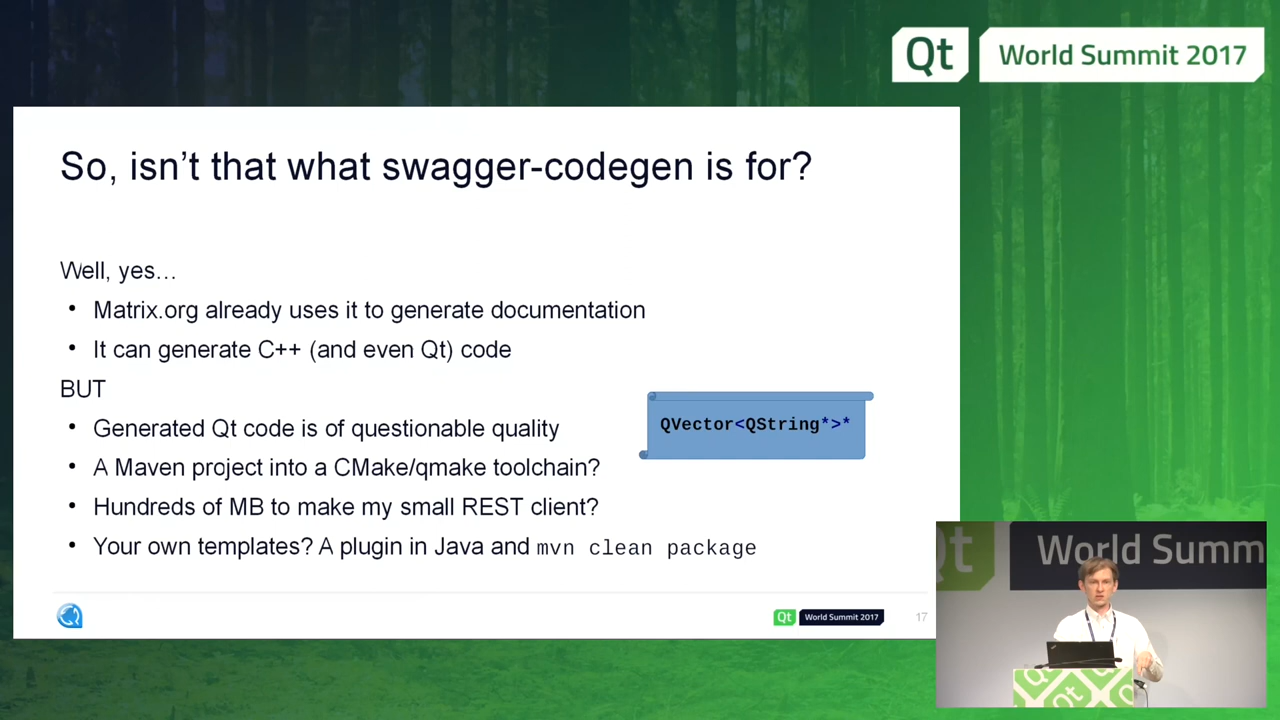 Qt World Summit 2017
So, isn’t that what swagger-codegen is for?
Well, yes…
• Matrix.org already uses it to generate documentation
• It can generate C++ (and even Qt) code
BUT
• Generated Qt code is of questionable quality
QVector<QString*>*
• A Maven project into a CMake/qmake toolchain?
• Hundreds of MB to make my small REST client?
• Your own templates? A plugin in Java and mvn clean package
Qt World Summit 2017
17
Qt World Summ
Qt
Qt